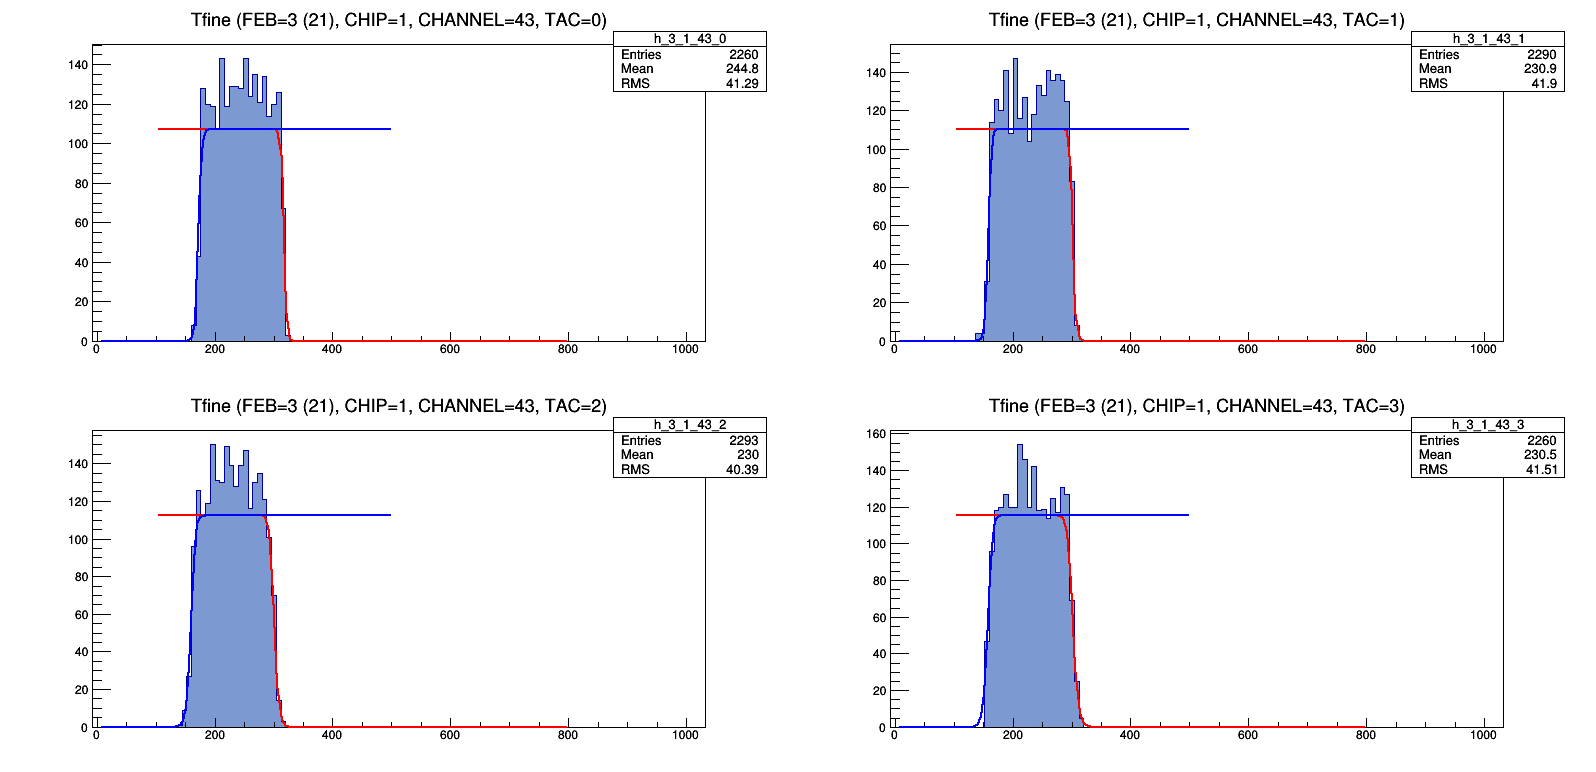 Tfine (FEB=3 (21), CHIP=1, CHANNEL=43, TAC=0)
h_3_1_43_0
Entries 2260
Mean 244.8
RMS 41.29
140
120
100
80
60
40
20
0
0 200 400 600 800 1000
Tfine (FEB=3 (21), CHIP=1, CHANNEL=43, TAC=1)
h_3_1_43_1
Entries 2290
Mean 230.9
RMS 41.9
140
120
100
80
60
40
20
0
0 200 400 600 800 1000
Tfine (FEB=3 (21), CHIP=1, CHANNEL=43, TAC=2)
h_3_1_43_2
Entries 2293
Mean 230
RMS 40.39
140
120
100
80
60
40
20
0
0 200 400 600 800 1000
Tfine (FEB=3 (21), CHIP=1, CHANNEL=43, TAC=3)
h_3_1_43_3
Entries 2260
Mean 230.5
RMS 41.51
160
140
120
100
80
60
40
20
0
0 200 400 600 800 1000